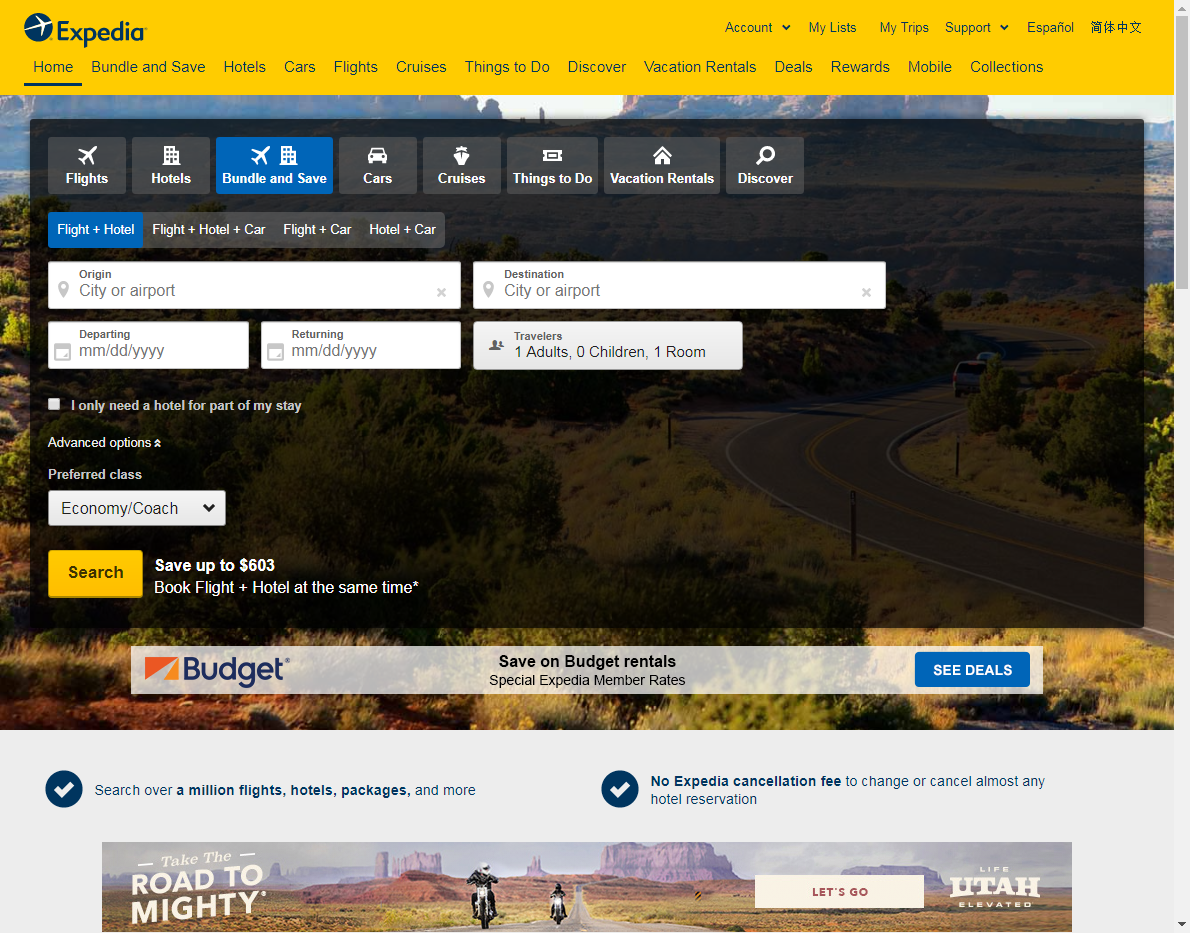 Expedia
Account
My Lists
My Trips
Support
Español
简体中文
Home
Bundle and Save
Hotels
Cars
Flights
Cruises
Things to Do
Discover
Vacation Rentals
Deals
Rewards
Mobile
Collections
Flights
Hotels
Bundle and Save
Cars
Cruises
Things to Do
Vacation Rentals
Discover
Flight + Hotel
Flight + Hotel + Car
Flight + Car
Hotel + Car
Origin
City or airport
Destination
City or airport
Departing
mm/dd/yyyy
Returning
mm/dd/yyyy
Travelers
1 Adults, 0 Children, 1 Room
I only need a hotel for part of my stay
Advanced options
Preferred class
Economy/Coach
Search
Save up to $603
Book Flight + Hotel at the same time*
Budget®
Save on Budget rentals
Special Expedia Member Rates
SEE DEALS
Search over a million flights, hotels, packages, and more
No Expedia cancellation fee to change or cancel almost any
hotel reservation
Take The
ROAD TO
MIGHTY®
LET'S GO
LIFE
UTAH
ELEVATED